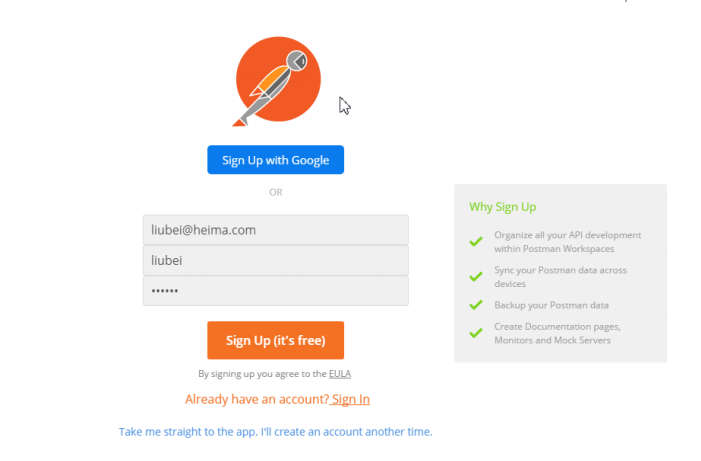 Sign Up with Google
OR
liubei@heima.com
liubei
••••••
Sign Up (it's free)
By signing up you agree to the EULA
Already have an account? Sign In
Take me straight to the app. I'll create an account another time.
Why Sign Up
Organize all your API development
within Postman Workspaces
Sync your Postman data across
devices
Backup your Postman data
Create Documentation pages,
Monitors and Mock Servers